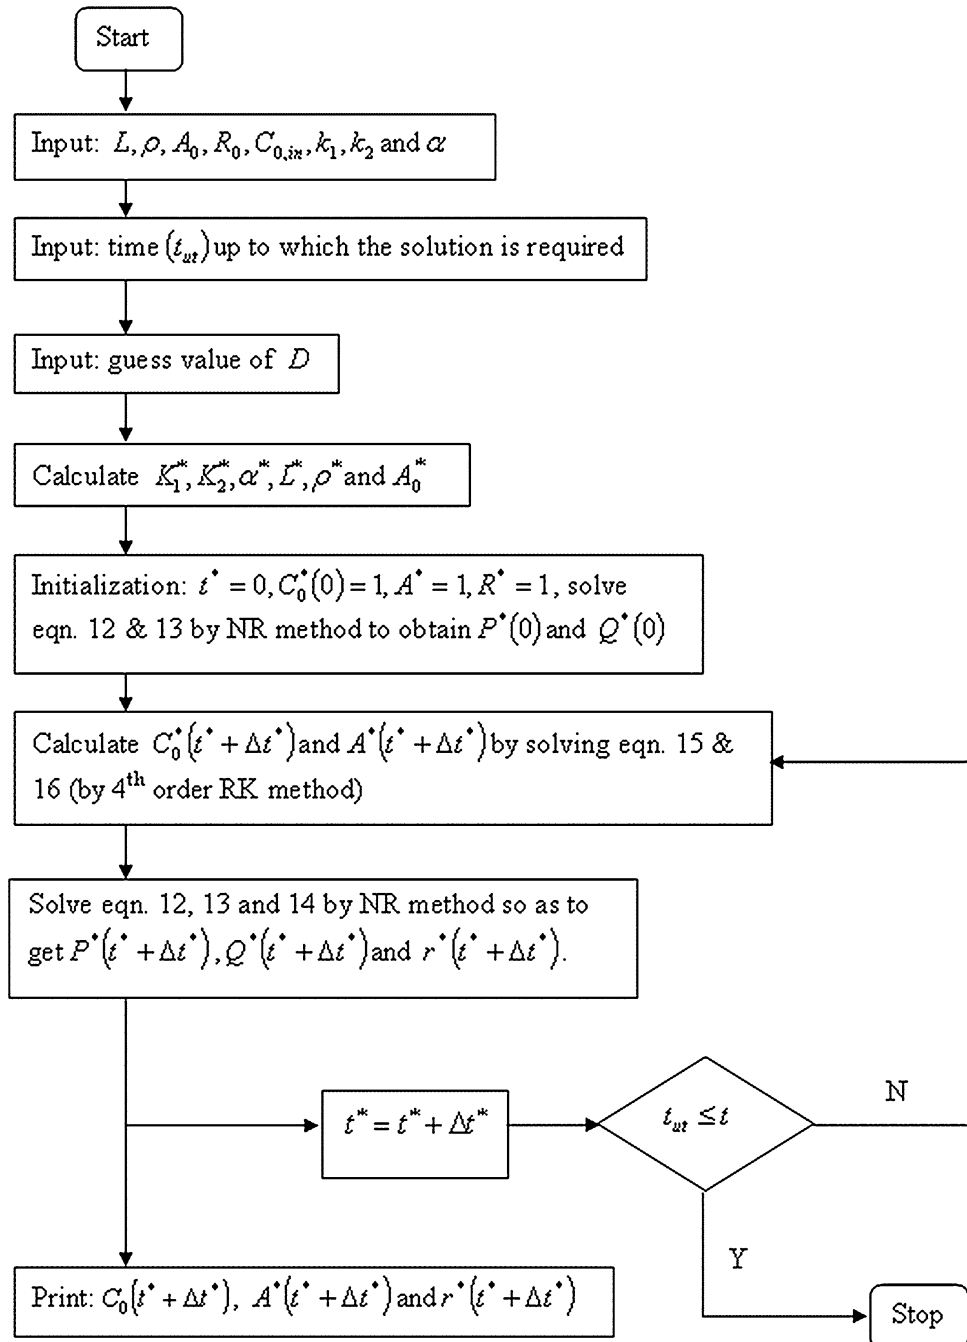 Start
Input: L, ρ, A₀, R₀, C₀,ᵢₙ, k₁, k₂ and α
Input: time (t_ut) up to which the solution is required
Input: guess value of D
Calculate K₁*, K₂*, α*, L*, ρ* and A₀*
Initialization: t* = 0, C₀*(0) = 1, A* = 1, R* = 1, solve
eqn. 12 & 13 by NR method to obtain P*(0) and Q*(0)
Calculate C₀*(t* + Δt*) and A*(t* + Δt*) by solving eqn. 15 &
16 (by 4th order RK method)
Solve eqn. 12, 13 and 14 by NR method so as to
get P*(t* + Δt*), Q*(t* + Δt*) and r*(t* + Δt*).
t* = t* + Δt*
t_ut ≤ t
N
Y
Print: C₀(t* + Δt*), A*(t* + Δt*) and r*(t* + Δt*)
Stop